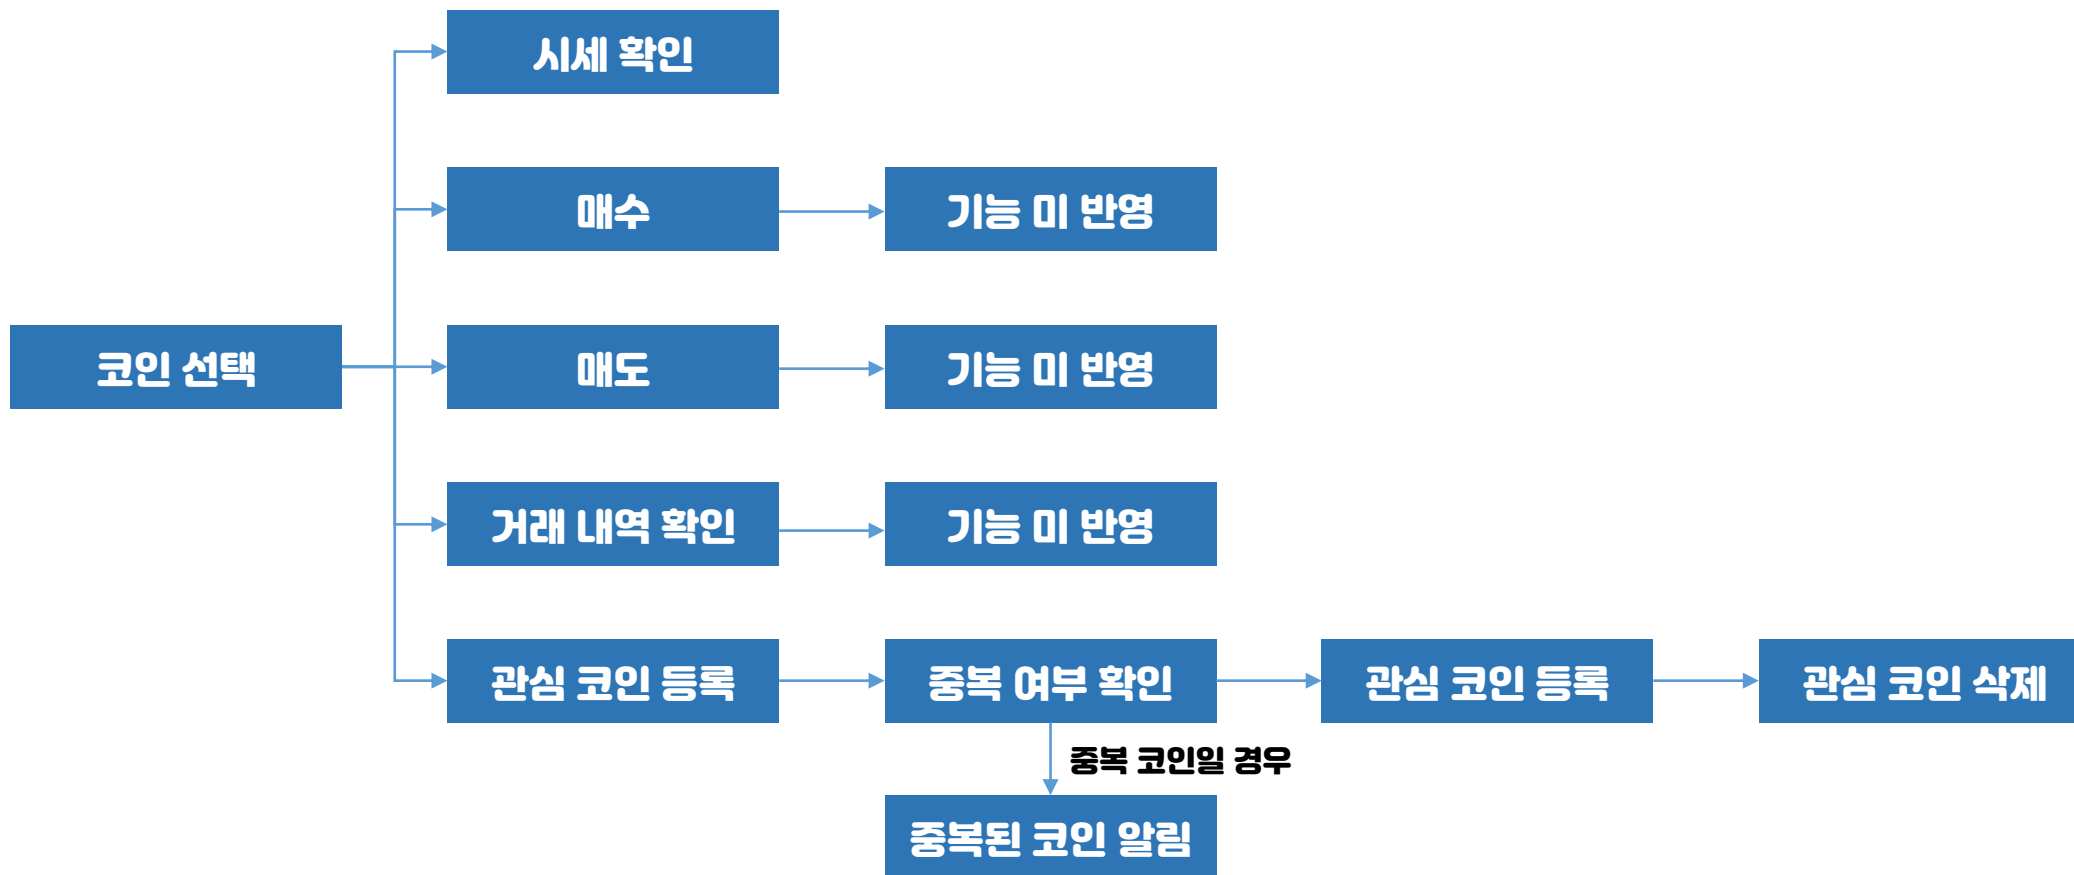 시세 확인
매수
기능 미 반영
코인 선택
매도
기능 미 반영
거래 내역 확인
기능 미 반영
관심 코인 등록
중복 여부 확인
관심 코인 등록
관심 코인 삭제
중복 코인일 경우
중복된 코인 알림